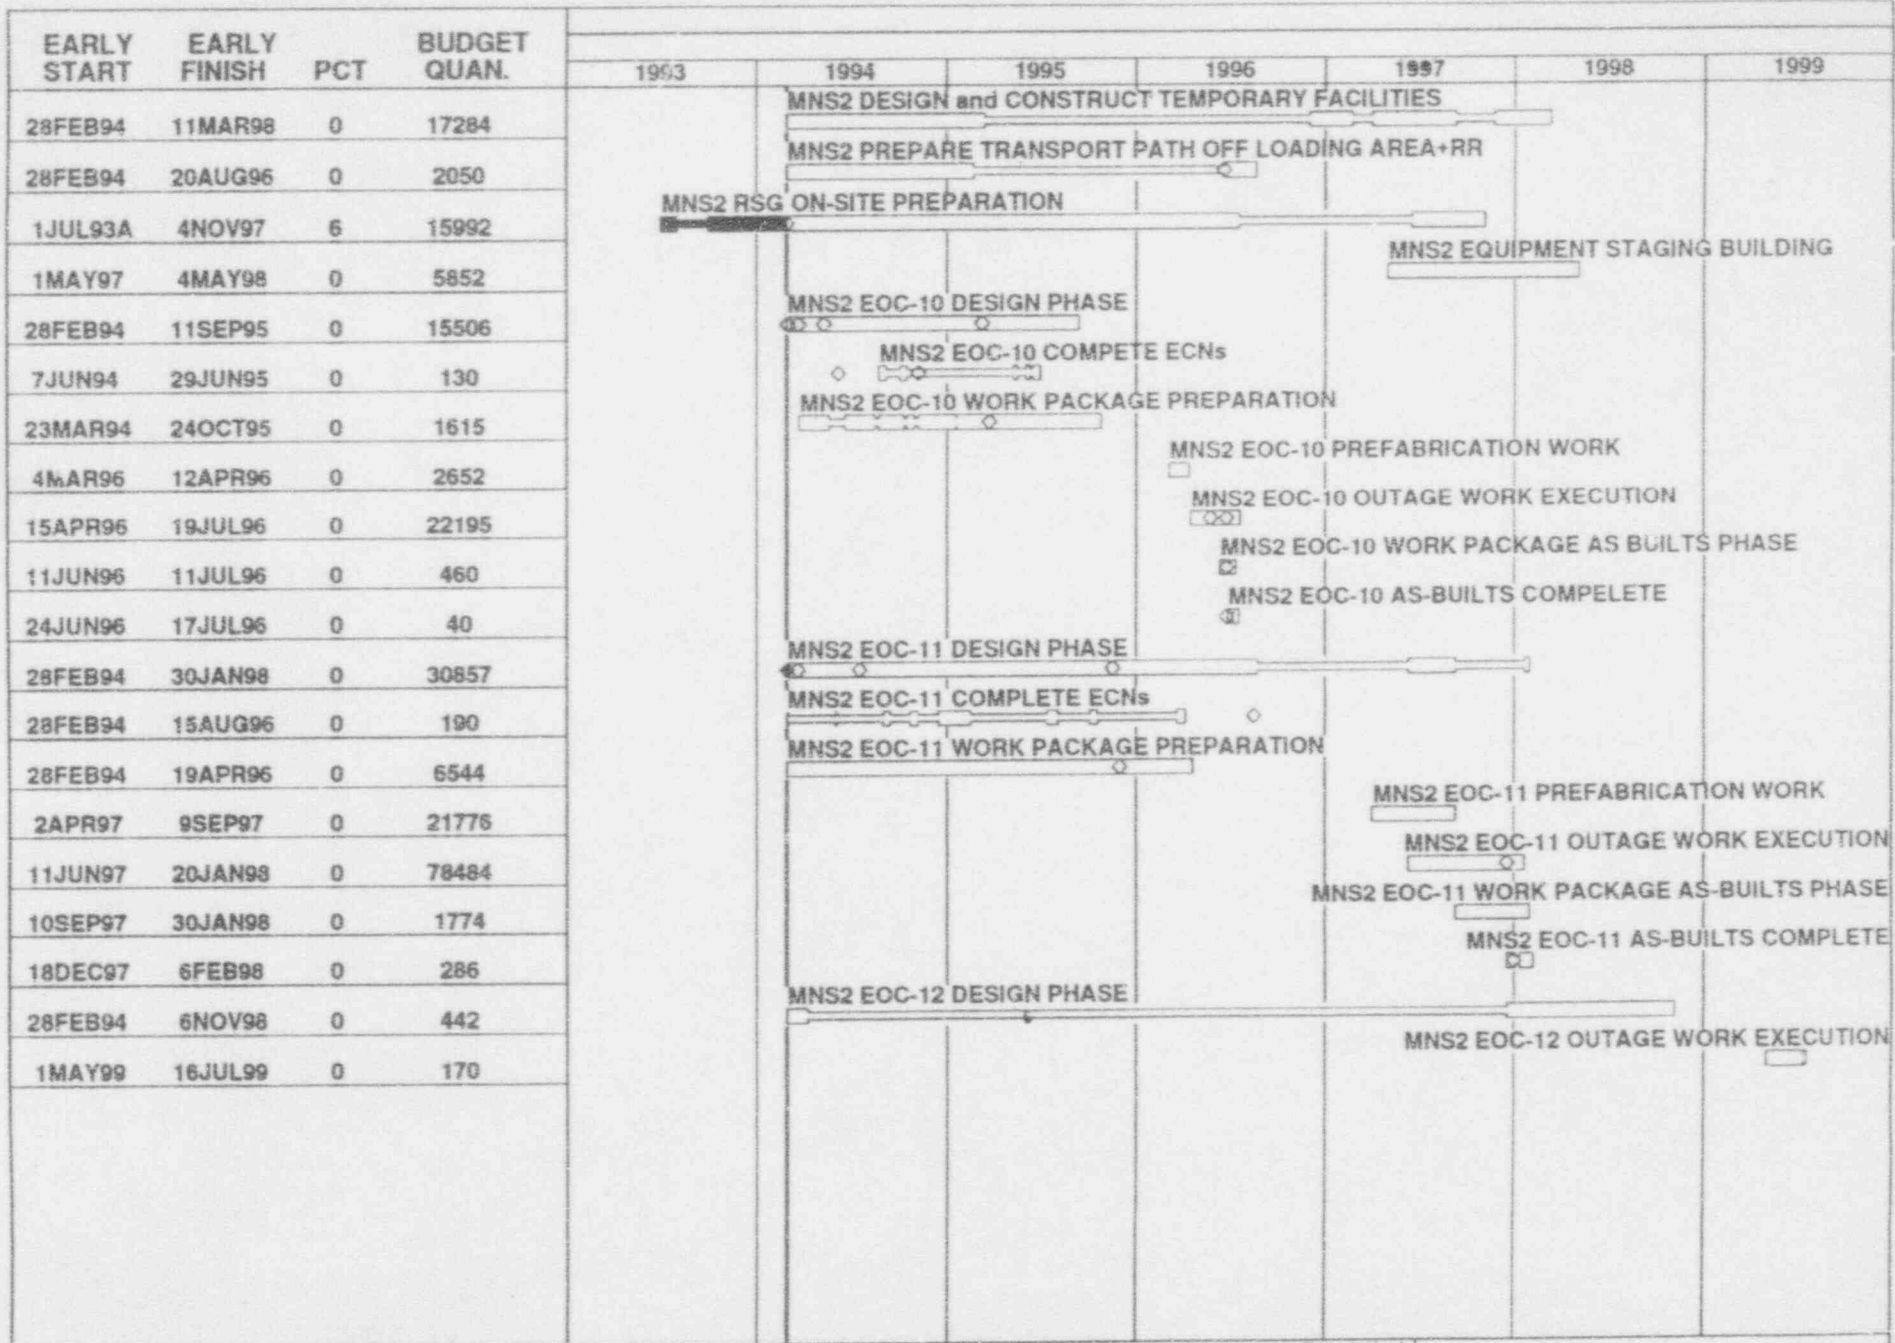 EARLY EARLY BUDGET
START FINISH PCT QUAN. 1993 1994 1995 1996 1997 1998 1999
MNS2 DESIGN and CONSTRUCT TEMPORARY FACILITIES
28FEB94 11MAR98 0 17284
MNS2 PREPARE TRANSPORT PATH OFF LOADING AREA+RR
28FEB94 20AUG96 0 2050
MNS2 RSG ON-SITE PREPARATION
1JUL93A 4NOV97 6 15992
MNS2 EQUIPMENT STAGING BUILDING
1MAY97 4MAY98 0 5852
MNS2 EOC-10 DESIGN PHASE
28FEB94 11SEP95 0 15506
MNS2 EOC-10 COMPETE ECNs
7JUN94 29JUN95 0 130
MNS2 EOC-10 WORK PACKAGE PREPARATION
23MAR94 24OCT95 0 1615
MNS2 EOC-10 PREFABRICATION WORK
4MAR96 12APR96 0 2652
MNS2 EOC-10 OUTAGE WORK EXECUTION
15APR96 19JUL96 0 22195
MNS2 EOC-10 WORK PACKAGE AS BUILTS PHASE
11JUN96 11JUL96 0 460
MNS2 EOC-10 AS-BUILTS COMPELETE
24JUN96 17JUL96 0 40
MNS2 EOC-11 DESIGN PHASE
28FEB94 30JAN98 0 30857
MNS2 EOC-11 COMPLETE ECNs
28FEB94 15AUG96 0 190
MNS2 EOC-11 WORK PACKAGE PREPARATION
28FEB94 19APR96 0 6544
MNS2 EOC-11 PREFABRICATION WORK
2APR97 9SEP97 0 21776
MNS2 EOC-11 OUTAGE WORK EXECUTION
11JUN97 20JAN98 0 78484
MNS2 EOC-11 WORK PACKAGE AS-BUILTS PHASE
10SEP97 30JAN98 0 1774
MNS2 EOC-11 AS-BUILTS COMPLETE
18DEC97 6FEB98 0 286
MNS2 EOC-12 DESIGN PHASE
28FEB94 6NOV98 0 442
MNS2 EOC-12 OUTAGE WORK EXECUTION
1MAY99 16JUL99 0 170